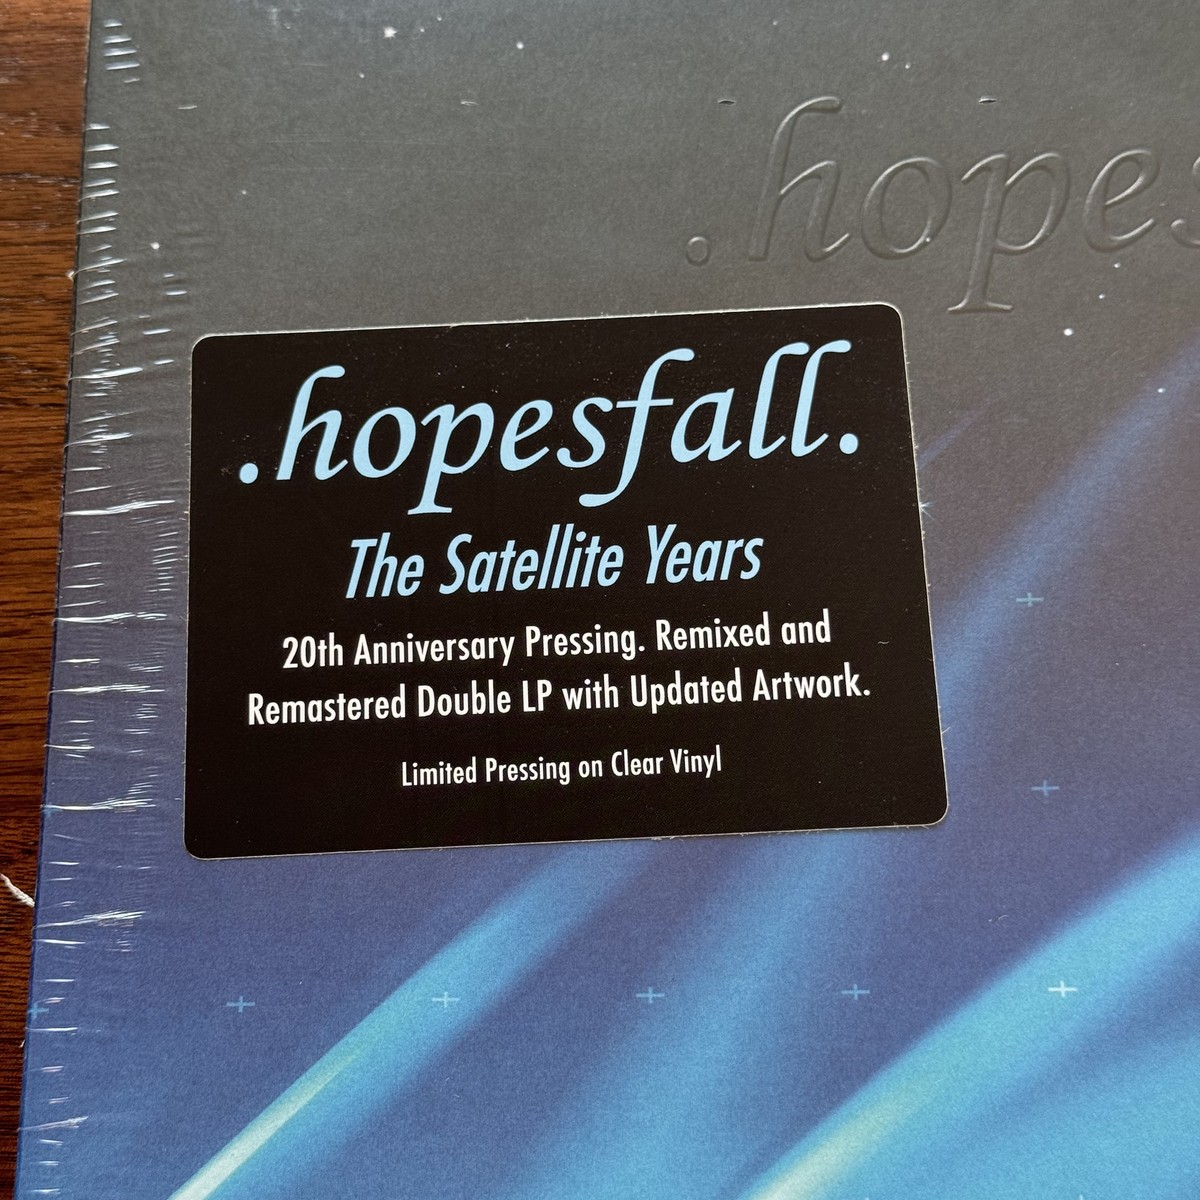 .hopes
.hopesfall.
The Satellite Years
20th Anniversary Pressing. Remixed and
Remastered Double LP with Updated Artwork.
Limited Pressing on Clear Vinyl